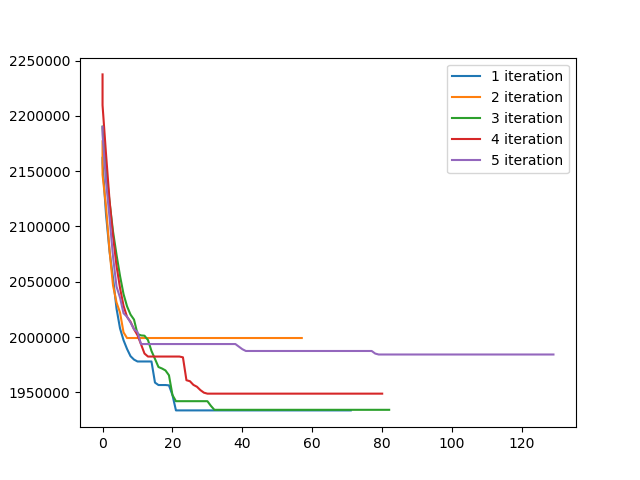 2250000
2200000
2150000
2100000
2050000
2000000
1950000
0 20 40 60 80 100 120
1 iteration
2 iteration
3 iteration
4 iteration
5 iteration